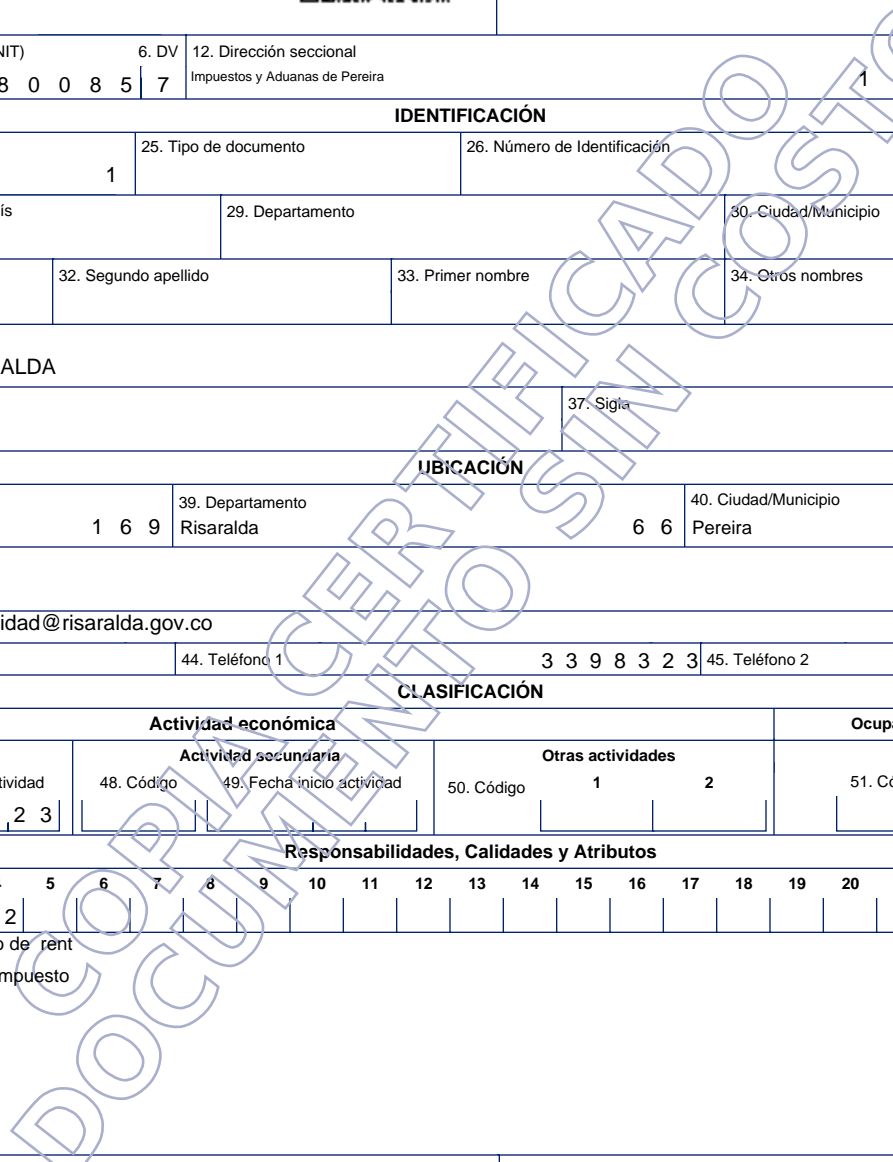 NIT) 6. DV 12. Dirección seccional
8 0 0 8 5 7 Impuestos y Aduanas de Pereira 1
IDENTIFICACIÓN
1 25. Tipo de documento 26. Número de Identificación
ís 29. Departamento 30. Ciudad/Municipio
32. Segundo apellido 33. Primer nombre 34. Otros nombres
ALDA
37. Sigla
UBICACIÓN
39. Departamento 40. Ciudad/Municipio
1 6 9 Risaralda 6 6 Pereira
idad@risaralda.gov.co
44. Teléfono 1 3 3 9 8 3 2 3 45. Teléfono 2
CLASIFICACIÓN
Actividad económica Ocupa
Actividad secundaria Otras actividades
tividad 48. Código 49. Fecha inicio actividad 50. Código 1 2 51. Có
2 3
Responsabilidades, Calidades y Atributos
5 6 7 8 9 10 11 12 13 14 15 16 17 18 19 20
2
o de rent
mpuesto
COPIA CERTIFICADO
DOCUMENTO SIN COSTO